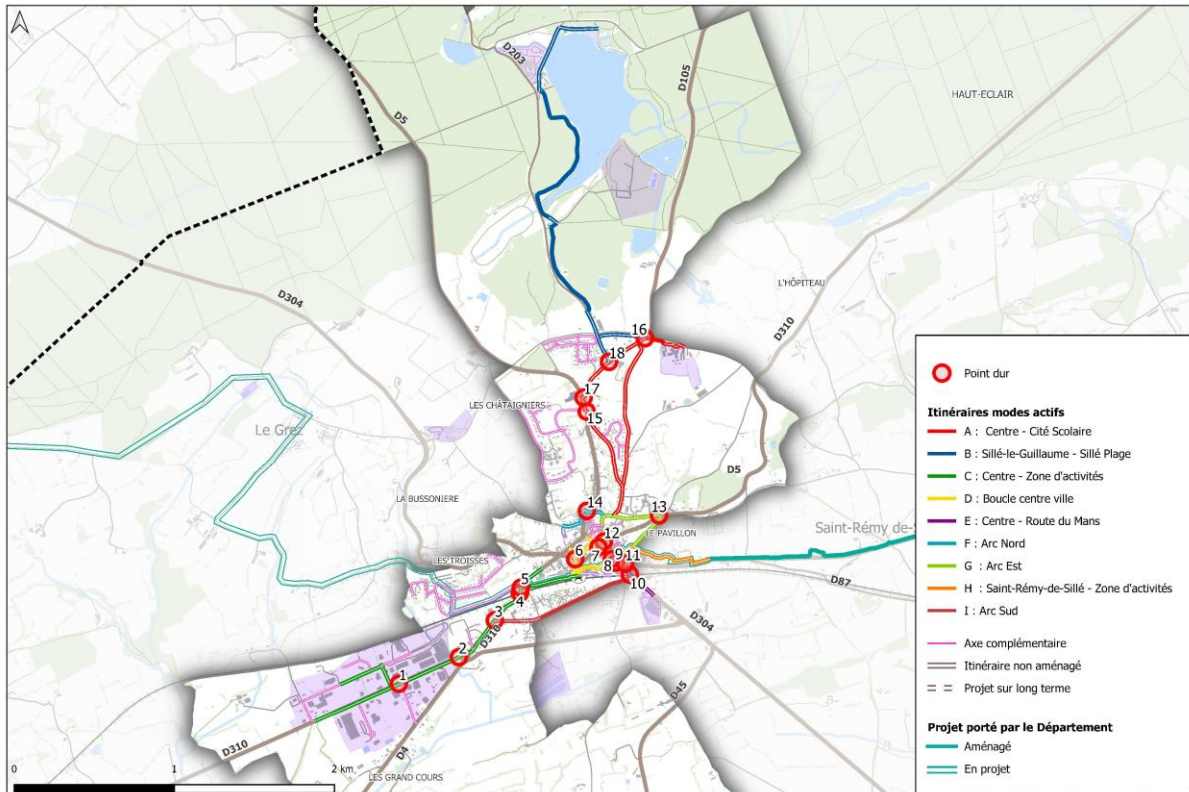 D203
D5
D105
HAUT-ECLAIR
D304
L'HÔPITEAU
D310
16
18
17
LES CHÂTAIGNIERS
15
Le Grez
D5
LA BUSSONIERE
14
13
LE PAVILLON
Saint-Rémy de-S
12
LES TROISSES
6
7
9
11
8
10
5
4
D87
3
D310
D304
2
1
D45
D310
D4
LES GRAND COURS
0
1
2 km
Point dur
Itinéraires modes actifs
A : Centre - Cité Scolaire
B : Sillé-le-Guillaume - Sillé Plage
C : Centre - Zone d'activités
D : Boucle centre ville
E : Centre - Route du Mans
F : Arc Nord
G : Arc Est
H : Saint-Rémy-de-Sillé - Zone d'activités
I : Arc Sud
Axe complémentaire
Itinéraire non aménagé
Projet sur long terme
Projet porté par le Département
Aménagé
En projet